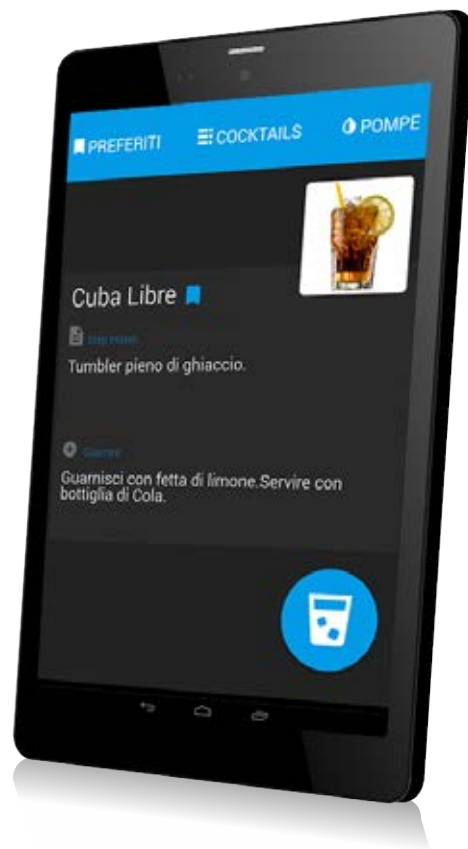 PREFERITI
COCKTAILS
POMPE
Cuba Libre
Tumbler pieno di ghiaccio.
Guarnisci con fetta di limone.Servire con
bottiglia di Cola.